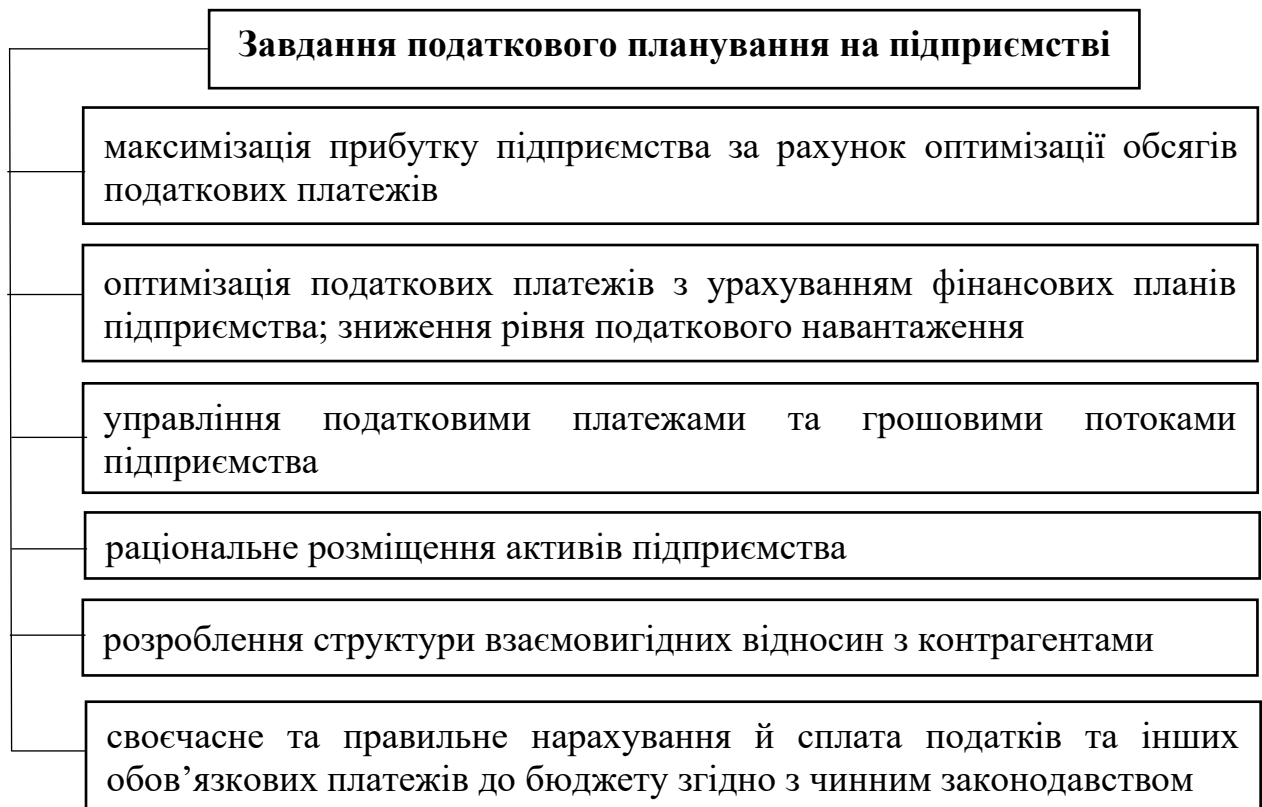 Завдання податкового планування на підприємстві
максимізація прибутку підприємства за рахунок оптимізації обсягів
податкових платежів
оптимізація податкових платежів з урахуванням фінансових планів
підприємства; зниження рівня податкового навантаження
управління податковими платежами та грошовими потоками
підприємства
раціональне розміщення активів підприємства
розроблення структури взаємовигідних відносин з контрагентами
своєчасне та правильне нарахування й сплата податків та інших
обов’язкових платежів до бюджету згідно з чинним законодавством